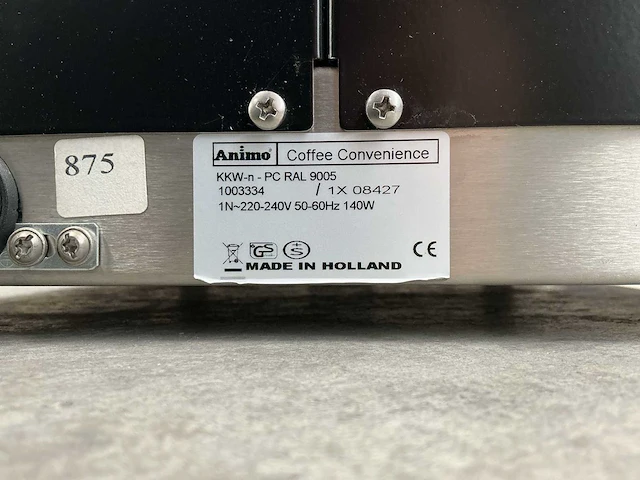 875
Animo® Coffee Convenience
KKW-n - PC RAL 9005
1003334 / 1X 08427
1N~220-240V 50-60Hz 140W
GS S CE
MADE IN HOLLAND